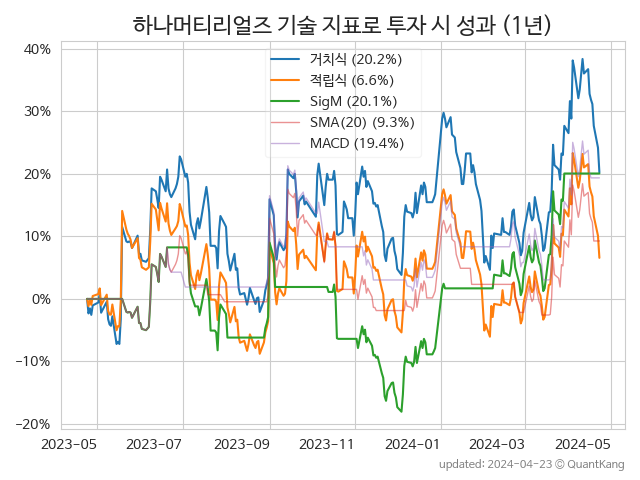 하나머티리얼즈 기술 지표로 투자 시 성과 (1년)
40%
30%
20%
10%
0%
−10%
−20%
거치식 (20.2%)
적립식 (6.6%)
SigM (20.1%)
SMA(20) (9.3%)
MACD (19.4%)
2023-05 2023-07 2023-09 2023-11 2024-01 2024-03 2024-05
updated: 2024-04-23 © QuantKang